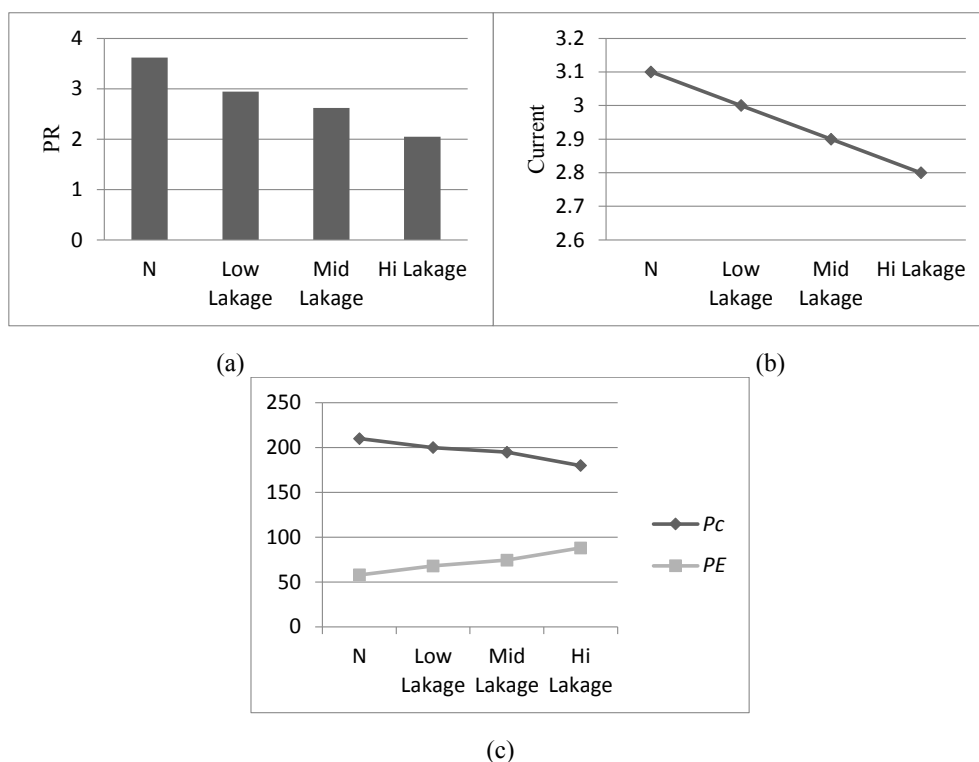 4
3
2
1
0
PR
N
Low
Lakage
Mid
Lakage
Hi Lakage
(a)
3.2
3.1
3
2.9
2.8
2.7
2.6
Current
N
Low
Lakage
Mid
Lakage
Hi Lakage
(b)
250
200
150
100
50
0
N
Low
Lakage
Mid
Lakage
Hi
Lakage
Pc
PE
(c)